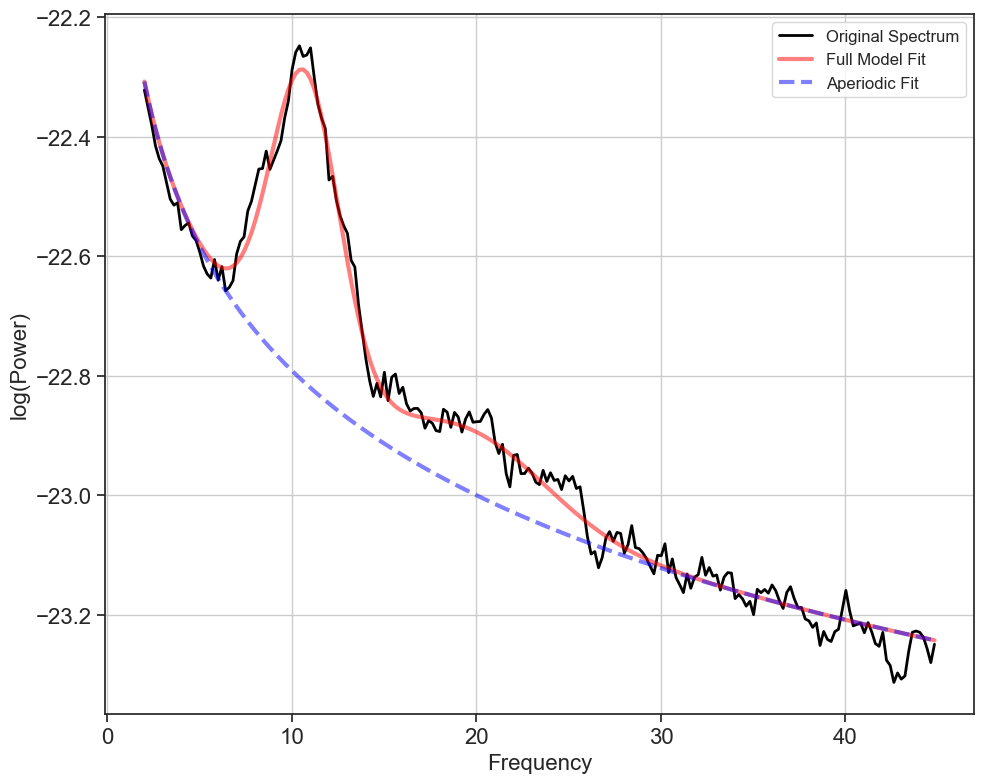 −22.2
−22.4
−22.6
−22.8
−23.0
−23.2
log(Power)
0
10
20
30
40
Frequency
Original Spectrum
Full Model Fit
Aperiodic Fit